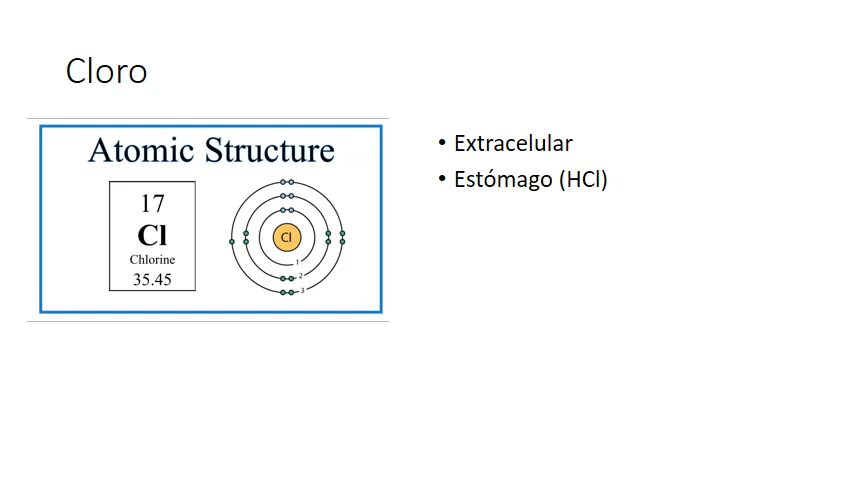 Cloro
Atomic Structure
17
Cl
Chlorine
35.45
Cl
1
2
3
• Extracelular
• Estómago (HCl)